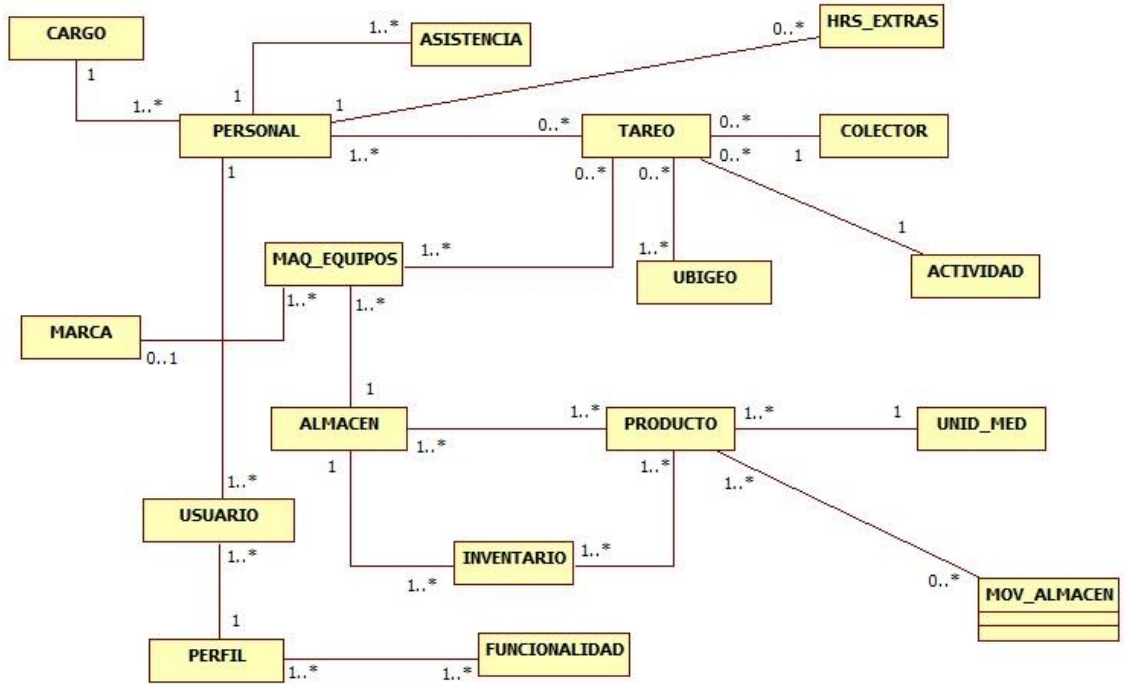 CARGO
1
1..*
ASISTENCIA
1..*
1
HRS_EXTRAS
0..*
1
PERSONAL
1..*
1
0..*
TAREO
0..*
0..*
COLECTOR
1
0..*
0..*
1
ACTIVIDAD
1..*
UBIGEO
MAQ_EQUIPOS
1..*
1..*
1..*
MARCA
0..1
1
ALMACEN
1..*
1
1..*
PRODUCTO
1..*
1
UNID_MED
1..*
1..*
1..*
USUARIO
1..*
INVENTARIO
1..*
1..*
0..*
MOV_ALMACEN
1
PERFIL
1..*
1..*
FUNCIONALIDAD